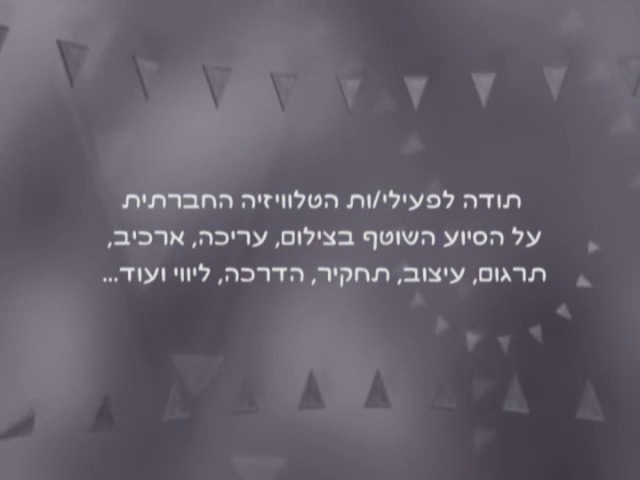 תודה לפעילי/ות הטלוויזיה החברתית
על הסיוע השוטף בצילום, עריכה, ארכיב,
תרגום, עיצוב, תחקיר, הדרכה, ליווי ועוד...